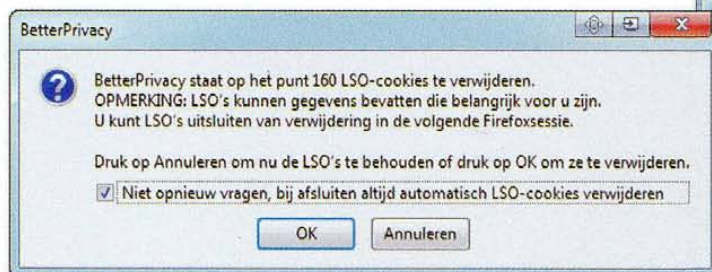 BetterPrivacy
BetterPrivacy staat op het punt 160 LSO-cookies te verwijderen.
OPMERKING: LSO's kunnen gegevens bevatten die belangrijk voor u zijn.
U kunt LSO's uitsluiten van verwijdering in de volgende Firefoxsessie.
Druk op Annuleren om nu de LSO's te behouden of druk op OK om ze te verwijderen.
Niet opnieuw vragen, bij afsluiten altijd automatisch LSO-cookies verwijderen
OK Annuleren